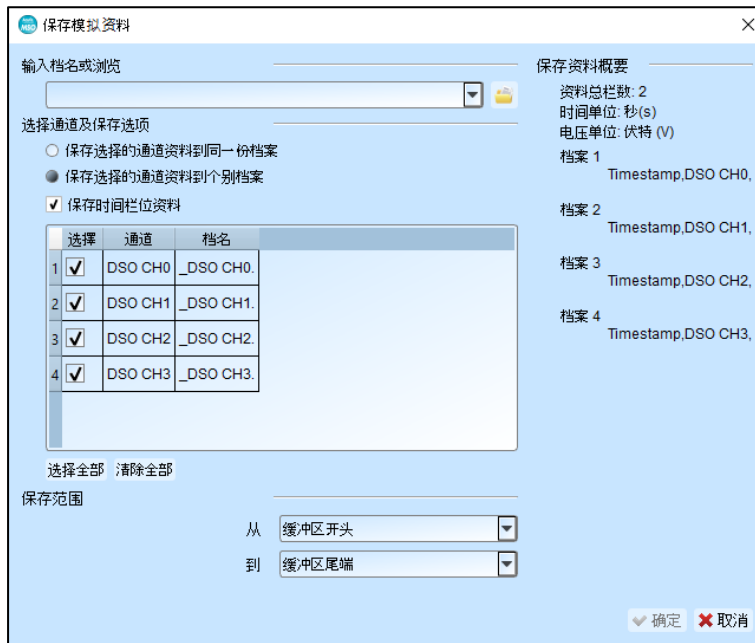 保存模拟资料
输入档名或浏览
选择通道及保存选项
保存选择的通道资料到同一份档案
保存选择的通道资料到个别档案
保存时间栏位资料
选择 通道 档名
1 DSO CH0 _DSO CH0.
2 DSO CH1 _DSO CH1.
3 DSO CH2 _DSO CH2.
4 DSO CH3 _DSO CH3.
选择全部 清除全部
保存范围
从 缓冲区开头
到 缓冲区尾端
保存资料概要
资料总栏数: 2
时间单位: 秒(s)
电压单位: 伏特 (V)
档案 1
Timestamp,DSO CH0,
档案 2
Timestamp,DSO CH1,
档案 3
Timestamp,DSO CH2,
档案 4
Timestamp,DSO CH3,
确定 取消